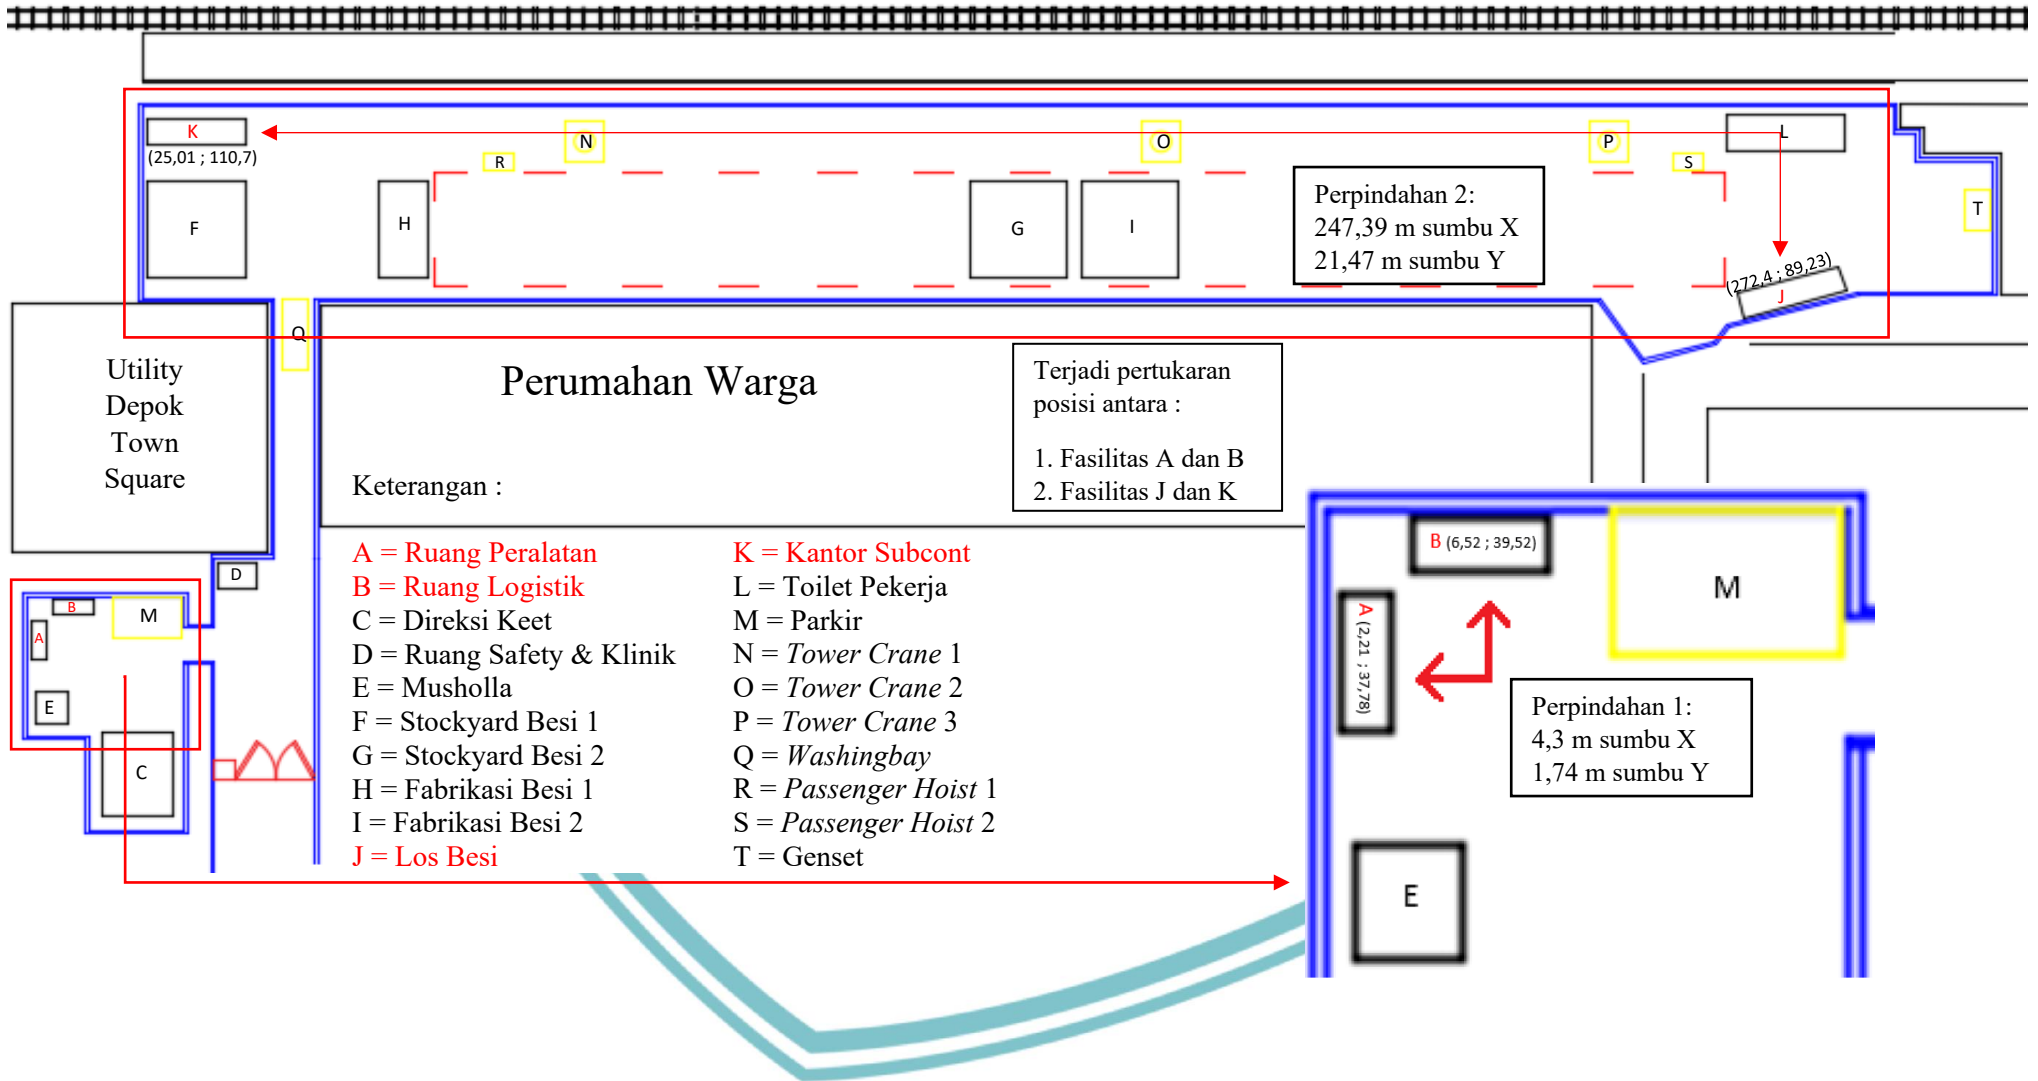 K
(25,01 ; 110,7)
N
R
O
P
S
L
T
F
H
G
I
Perpindahan 2:
247,39 m sumbu X
21,47 m sumbu Y
(272,4 ; 89,23)
J
Q
Utility
Depok
Town
Square
Perumahan Warga
Terjadi pertukaran
posisi antara :
1. Fasilitas A dan B
2. Fasilitas J dan K
Keterangan :
A = Ruang Peralatan
B = Ruang Logistik
C = Direksi Keet
D = Ruang Safety & Klinik
E = Musholla
F = Stockyard Besi 1
G = Stockyard Besi 2
H = Fabrikasi Besi 1
I = Fabrikasi Besi 2
J = Los Besi
K = Kantor Subcont
L = Toilet Pekerja
M = Parkir
N = Tower Crane 1
O = Tower Crane 2
P = Tower Crane 3
Q = Washingbay
R = Passenger Hoist 1
S = Passenger Hoist 2
T = Genset
D
B
M
A
E
C
B (6,52 ; 39,52)
M
A (2,21 ; 37,78)
Perpindahan 1:
4,3 m sumbu X
1,74 m sumbu Y
E